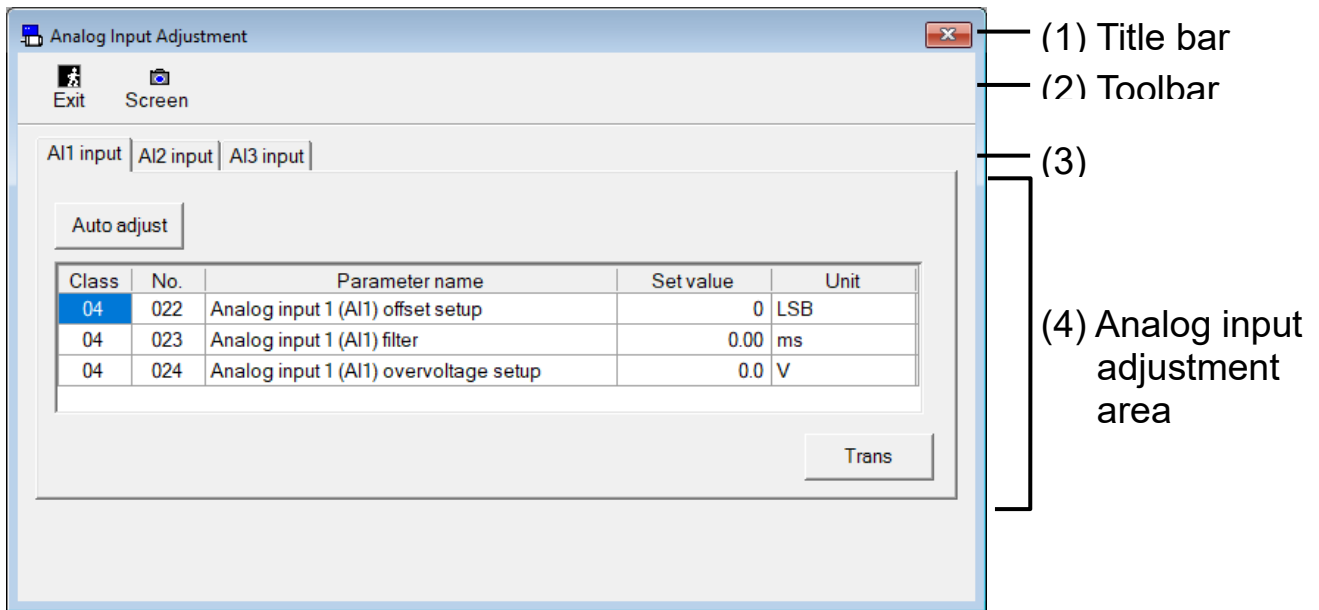 Analog Input Adjustment
(1) Title bar
Exit Screen
(2) Toolbar
AI1 input AI2 input AI3 input
(3)
Auto adjust
Class No. Parameter name Set value Unit
04 022 Analog input 1 (AI1) offset setup 0 LSB
04 023 Analog input 1 (AI1) filter 0.00 ms
04 024 Analog input 1 (AI1) overvoltage setup 0.0 V
Trans
(4) Analog input
adjustment
area